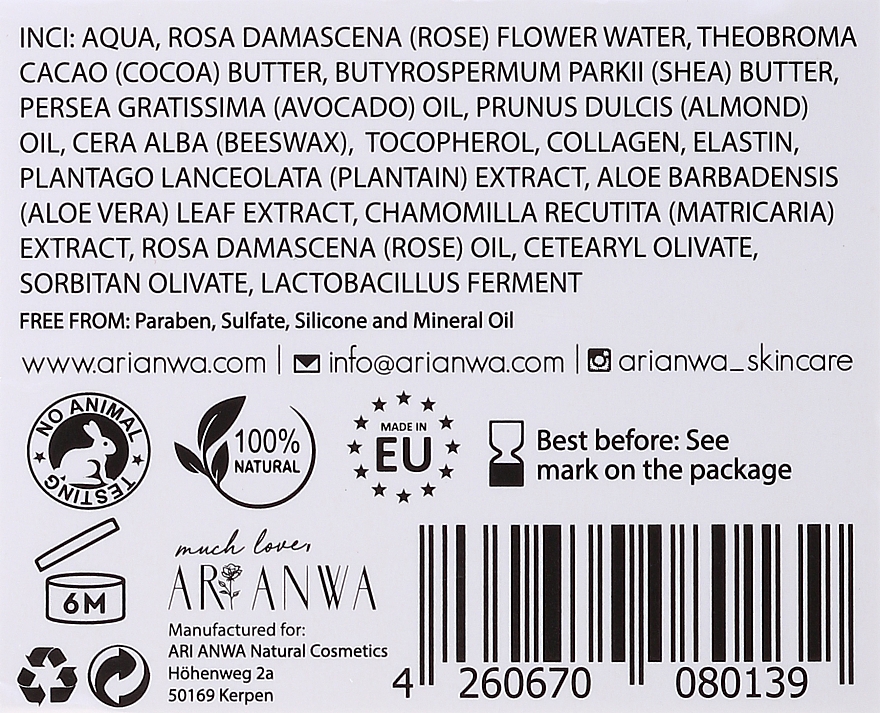 INCI: AQUA, ROSA DAMASCENA (ROSE) FLOWER WATER, THEOBROMA
CACAO (COCOA) BUTTER, BUTYROSPERMUM PARKII (SHEA) BUTTER,
PERSEA GRATISSIMA (AVOCADO) OIL, PRUNUS DULCIS (ALMOND)
OIL, CERA ALBA (BEESWAX), TOCOPHEROL, COLLAGEN, ELASTIN,
PLANTAGO LANCEOLATA (PLANTAIN) EXTRACT, ALOE BARBADENSIS
(ALOE VERA) LEAF EXTRACT, CHAMOMILLA RECUTITA (MATRICARIA)
EXTRACT, ROSA DAMASCENA (ROSE) OIL, CETEARYL OLIVATE,
SORBITAN OLIVATE, LACTOBACILLUS FERMENT
FREE FROM: Paraben, Sulfate, Silicone and Mineral Oil
www.arianwa.com | info@arianwa.com | arianwa_skincare
NO ANIMAL
TESTING
100%
NATURAL
MADE IN
EU
Best before: See
mark on the package
6M
much love,
ARI ANWA
Manufactured for:
ARI ANWA Natural Cosmetics
Höhenweg 2a
50169 Kerpen
4 260670 080139